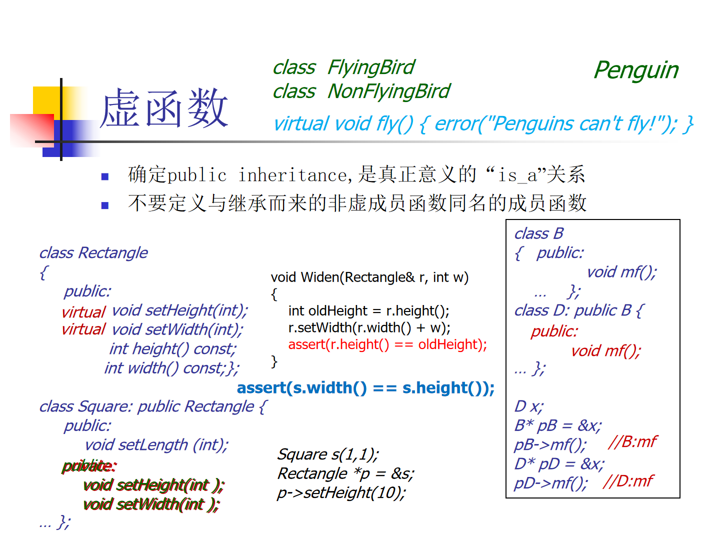 class FlyingBird
class NonFlyingBird
Penguin
virtual void fly() { error("Penguins can't fly!"); }
虚函数
确定public inheritance,是真正意义的“is_a”关系
不要定义与继承而来的非虚成员函数同名的成员函数
class Rectangle
{
public:
virtual void setHeight(int);
virtual void setWidth(int);
int height() const;
int width() const;};
void Widen(Rectangle& r, int w)
{
int oldHeight = r.height();
r.setWidth(r.width() + w);
assert(r.height() == oldHeight);
}
assert(s.width() == s.height());
class Square: public Rectangle {
public:
void setLength (int);
private:
void setHeight(int );
void setWidth(int );
... };
Square s(1,1);
Rectangle *p = &s;
p->setHeight(10);
class B
{ public:
void mf();
... };
class D: public B {
public:
void mf();
... };
D x;
B* pB = &x;
pB->mf(); //B:mf
D* pD = &x;
pD->mf(); //D:mf